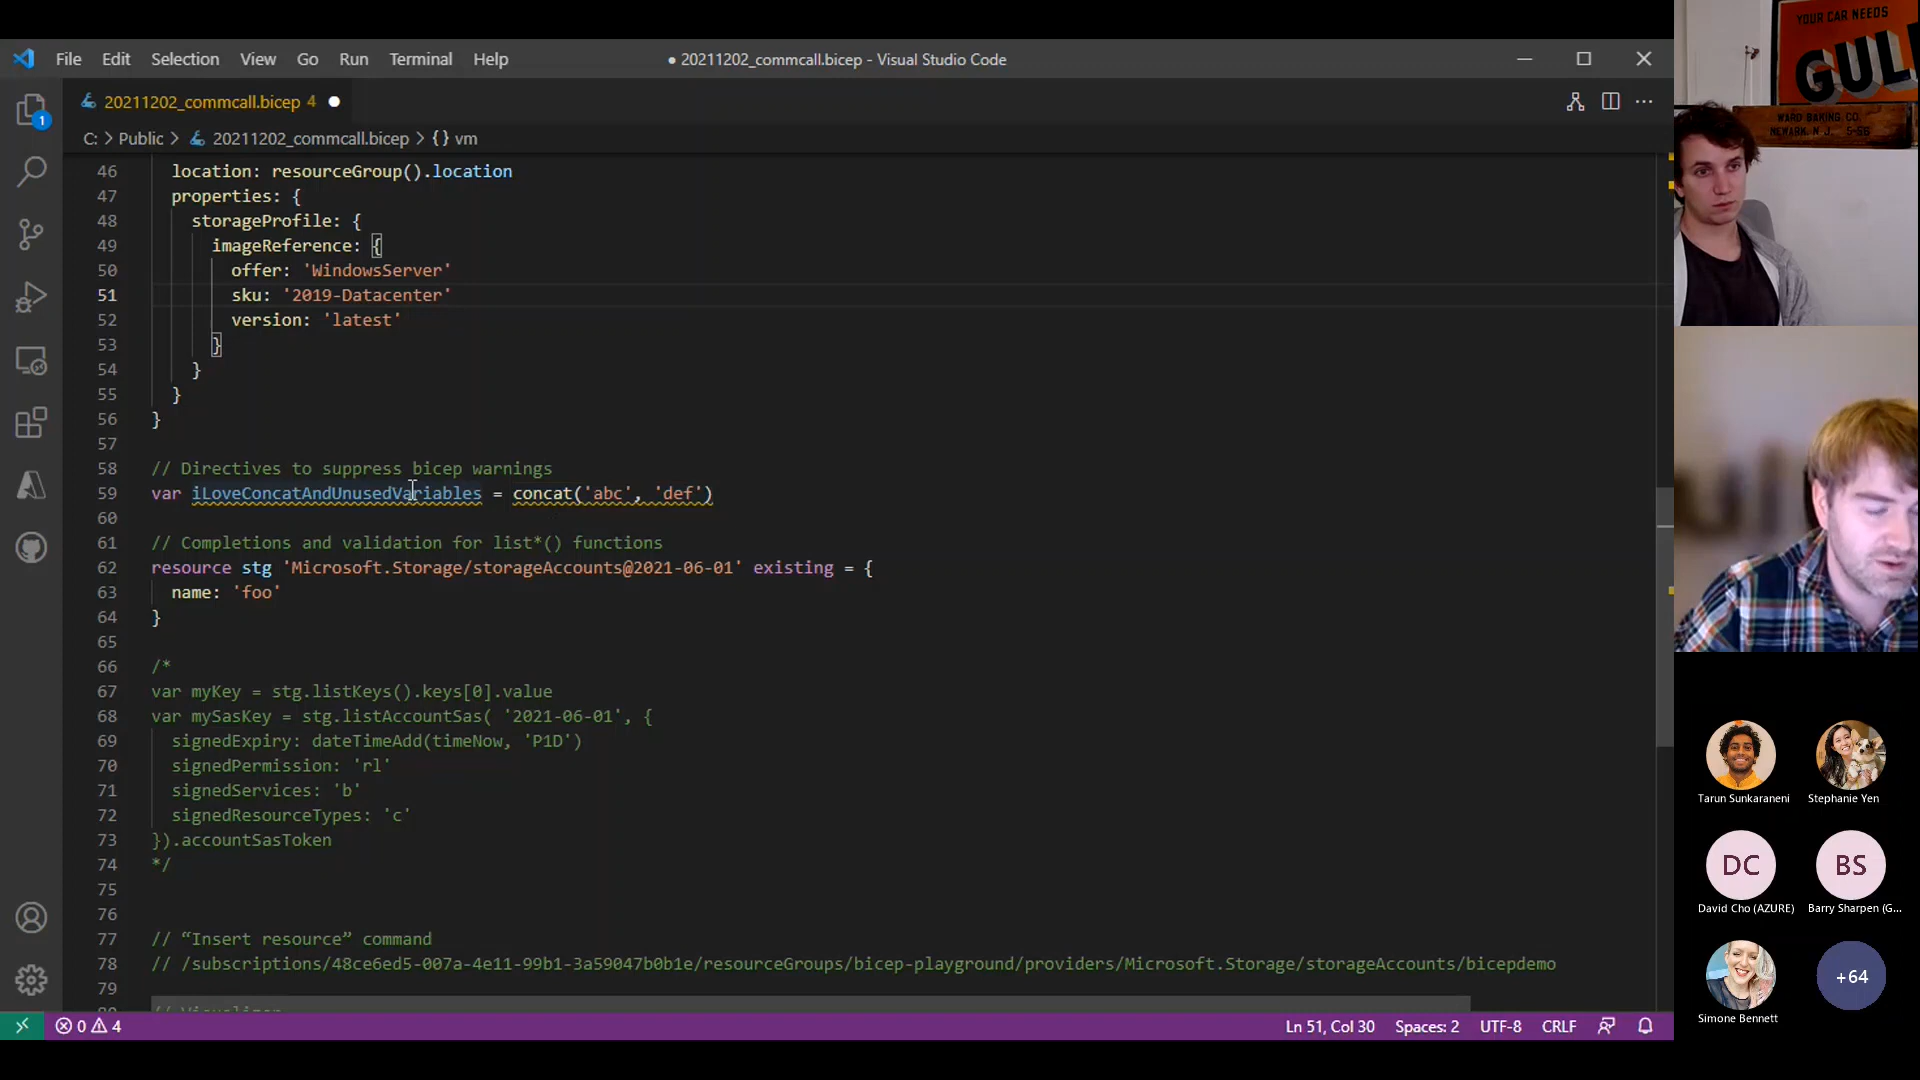 File Edit Selection View Go Run Terminal Help
● 20211202_commcall.bicep - Visual Studio Code
20211202_commcall.bicep 4
C: > Public > 20211202_commcall.bicep > {} vm
46 location: resourceGroup().location
47 properties: {
48 storageProfile: {
49 imageReference: {
50 offer: 'WindowsServer'
51 sku: '2019-Datacenter'
52 version: 'latest'
53 }
54 }
55 }
56 }
57
58 // Directives to suppress bicep warnings
59 var iLoveConcatAndUnusedVariables = concat('abc', 'def')
60
61 // Completions and validation for list*() functions
62 resource stg 'Microsoft.Storage/storageAccounts@2021-06-01' existing = {
63 name: 'foo'
64 }
65
66 /*
67 var myKey = stg.listKeys().keys[0].value
68 var mySasKey = stg.listAccountSas( '2021-06-01', {
69 signedExpiry: dateTimeAdd(timeNow, 'P1D')
70 signedPermission: 'rl'
71 signedServices: 'b'
72 signedResourceTypes: 'c'
73 }).accountSasToken
74 */
75
76
77 // “Insert resource” command
78 // /subscriptions/48ce6ed5-007a-4e11-99b1-3a59047b0b1e/resourceGroups/bicep-playground/providers/Microsoft.Storage/storageAccounts/bicepdemo
79
1
0 4
Ln 51, Col 30 Spaces: 2 UTF-8 CRLF
YOUR CAR NEEDS
GUL
WARD BAKING CO.
NEWARK, N. J. 5-66
Tarun Sunkaraneni
Stephanie Yen
DC
David Cho (AZURE)
BS
Barry Sharpen (G...
Simone Bennett
+64